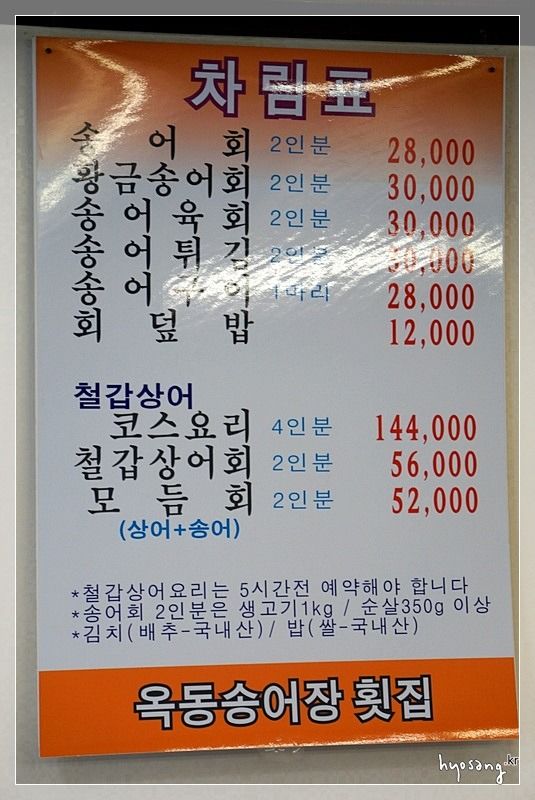 차림표
송어회 2인분 28,000
황금송어회 2인분 30,000
송어육회 2인분 30,000
송어튀김 2인분 30,000
송어 이 1마리 28,000
회덮밥 12,000
철갑상어
코스요리 4인분 144,000
철갑상어회 2인분 56,000
모듬회 2인분 52,000
(상어+송어)
*철갑상어요리는 5시간전 예약해야 합니다
*송어회 2인분은 생고기1kg / 순살350g 이상
*김치(배추-국내산)/ 밥(쌀-국내산)
옥동송어장 횟집
hyosang.kr